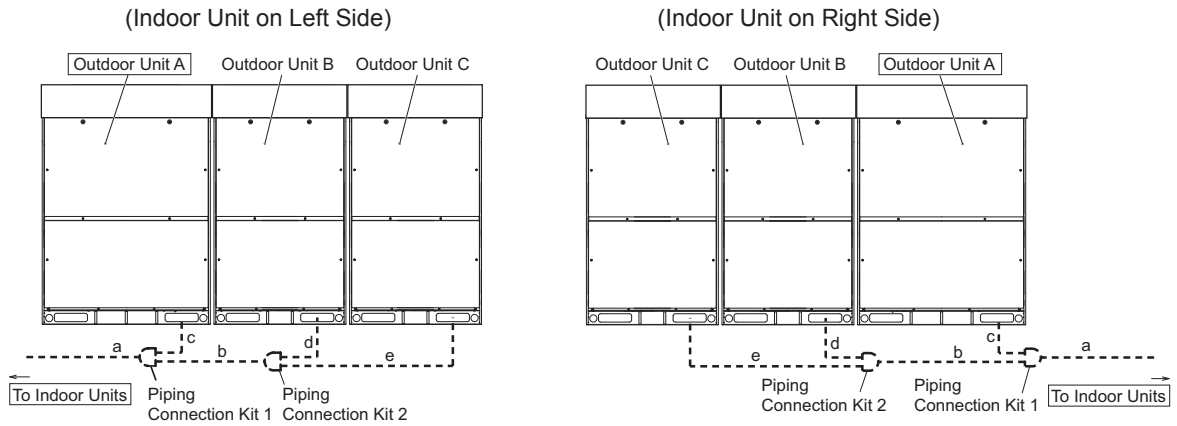 (Indoor Unit on Left Side)
Outdoor Unit A
Outdoor Unit B
Outdoor Unit C
a
c
b
d
e
To Indoor Units
Piping
Connection Kit 1
Piping
Connection Kit 2
(Indoor Unit on Right Side)
Outdoor Unit C
Outdoor Unit B
Outdoor Unit A
e
d
b
c
a
Piping
Connection Kit 2
Piping
Connection Kit 1
To Indoor Units